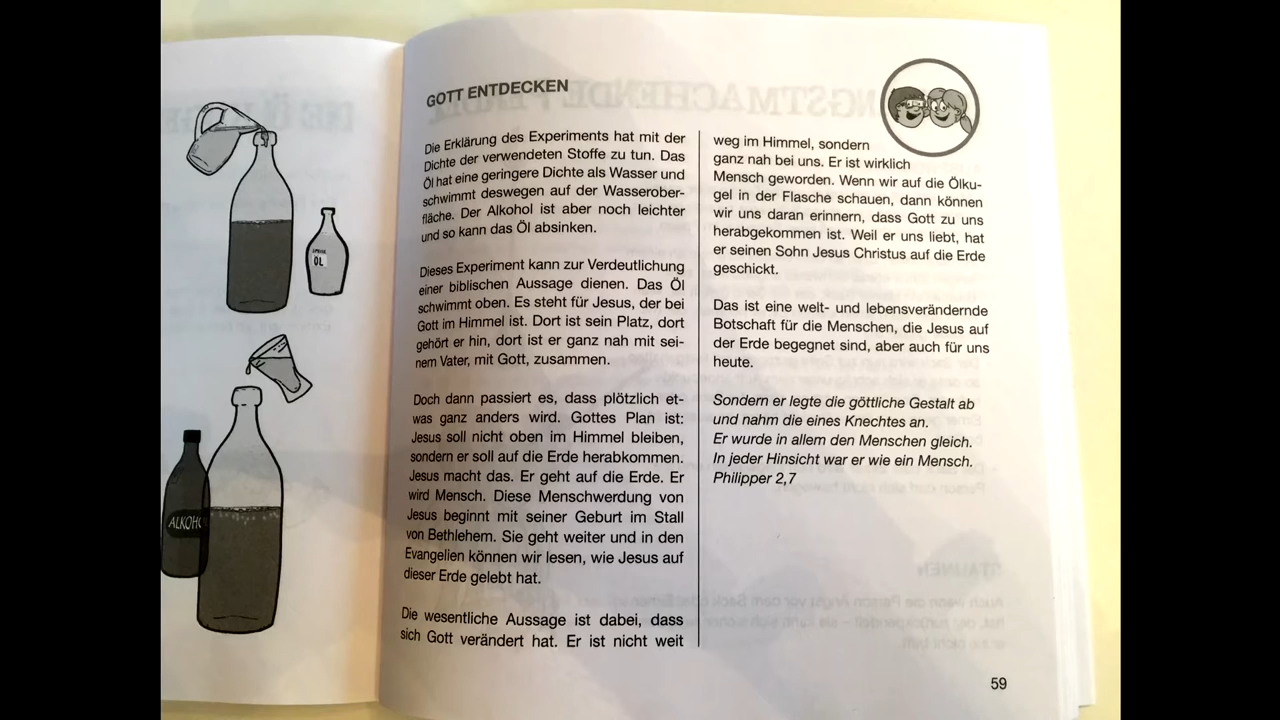 SPEISE
ÖL
ALKOHO
GOTT ENTDECKEN
Die Erklärung des Experiments hat mit der
Dichte der verwendeten Stoffe zu tun. Das
Öl hat eine geringere Dichte als Wasser und
schwimmt deswegen auf der Wasserober-
fläche. Der Alkohol ist aber noch leichter
und so kann das Öl absinken.
Dieses Experiment kann zur Verdeutlichung
einer biblischen Aussage dienen. Das Öl
schwimmt oben. Es steht für Jesus, der bei
Gott im Himmel ist. Dort ist sein Platz, dort
gehört er hin, dort ist er ganz nah mit sei-
nem Vater, mit Gott, zusammen.
Doch dann passiert es, dass plötzlich et-
was ganz anders wird. Gottes Plan ist:
Jesus soll nicht oben im Himmel bleiben,
sondern er soll auf die Erde herabkommen.
Jesus macht das. Er geht auf die Erde. Er
wird Mensch. Diese Menschwerdung von
Jesus beginnt mit seiner Geburt im Stall
von Bethlehem. Sie geht weiter und in den
Evangelien können wir lesen, wie Jesus auf
dieser Erde gelebt hat.
Die wesentliche Aussage ist dabei, dass
sich Gott verändert hat. Er ist nicht weit
weg im Himmel, sondern
ganz nah bei uns. Er ist wirklich
Mensch geworden. Wenn wir auf die Ölku-
gel in der Flasche schauen, dann können
wir uns daran erinnern, dass Gott zu uns
herabgekommen ist. Weil er uns liebt, hat
er seinen Sohn Jesus Christus auf die Erde
geschickt.
Das ist eine welt- und lebensverändernde
Botschaft für die Menschen, die Jesus auf
der Erde begegnet sind, aber auch für uns
heute.
Sondern er legte die göttliche Gestalt ab
und nahm die eines Knechtes an.
Er wurde in allem den Menschen gleich.
In jeder Hinsicht war er wie ein Mensch.
Philipper 2,7
59